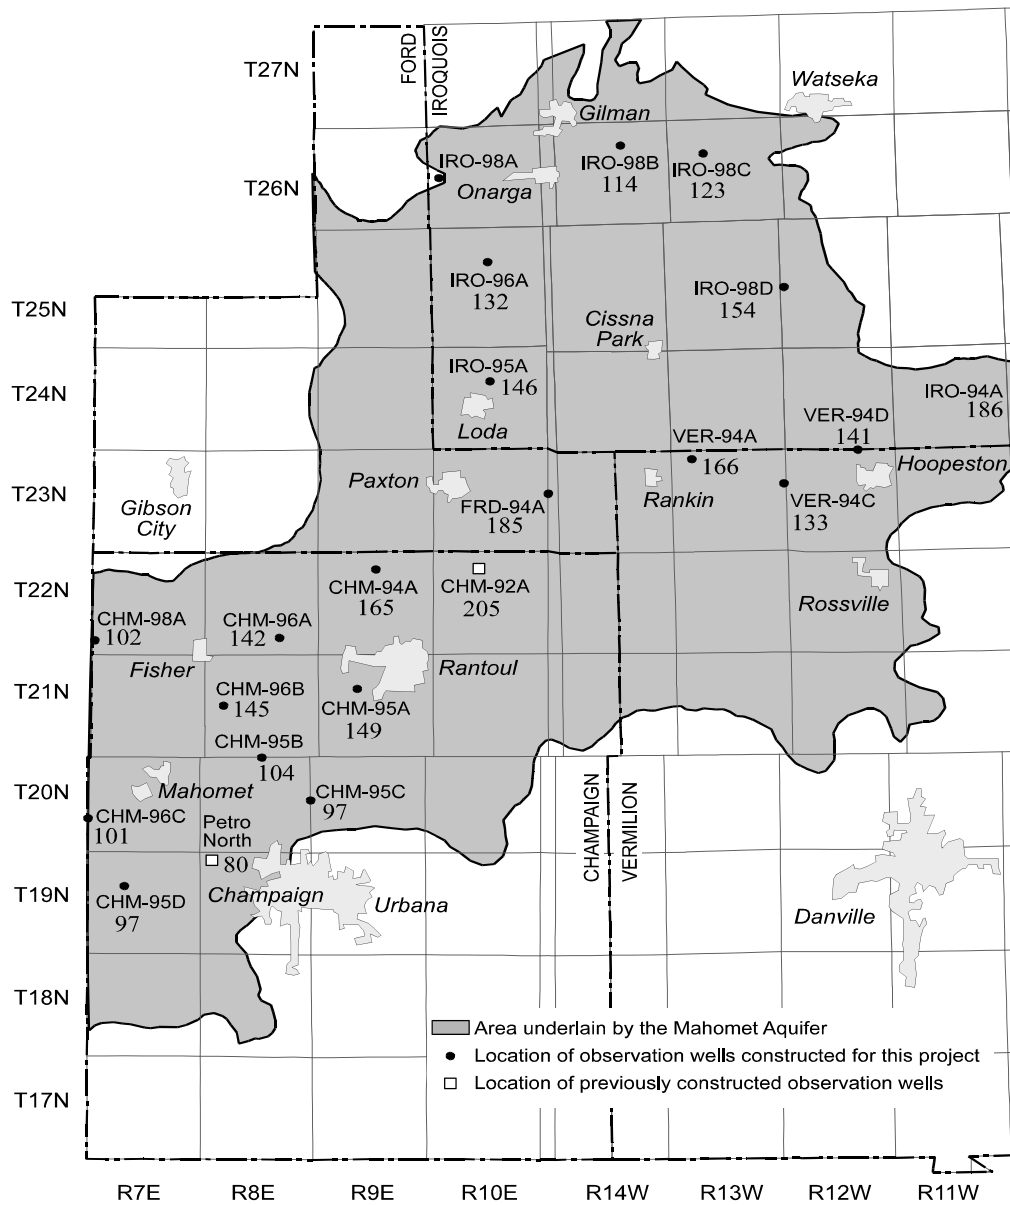 T27N
FORD
IROQUOIS
Watseka
Gilman
IRO-98A
IRO-98B
114
IRO-98C
123
T26N
Onarga
IRO-96A
132
IRO-98D
154
T25N
Cissna
Park
IRO-95A
146
T24N
IRO-94A
186
VER-94D
141
Loda
VER-94A
166
Hoopeston
Paxton
Rankin
T23N
FRD-94A
185
VER-94C
133
Gibson
City
T22N
CHM-94A
165
CHM-92A
205
Rossville
CHM-98A
102
CHM-96A
142
Fisher
Rantoul
T21N
CHM-96B
145
CHM-95A
149
CHM-95B
104
T20N
Mahomet
CHM-95C
97
CHM-96C
101
Petro
North
80
CHAMPAIGN
VERMILION
T19N
CHM-95D
97
Champaign
Urbana
Danville
T18N
Area underlain by the Mahomet Aquifer
Location of observation wells constructed for this project
Location of previously constructed observation wells
T17N
R7E R8E R9E R10E R14W R13W R12W R11W